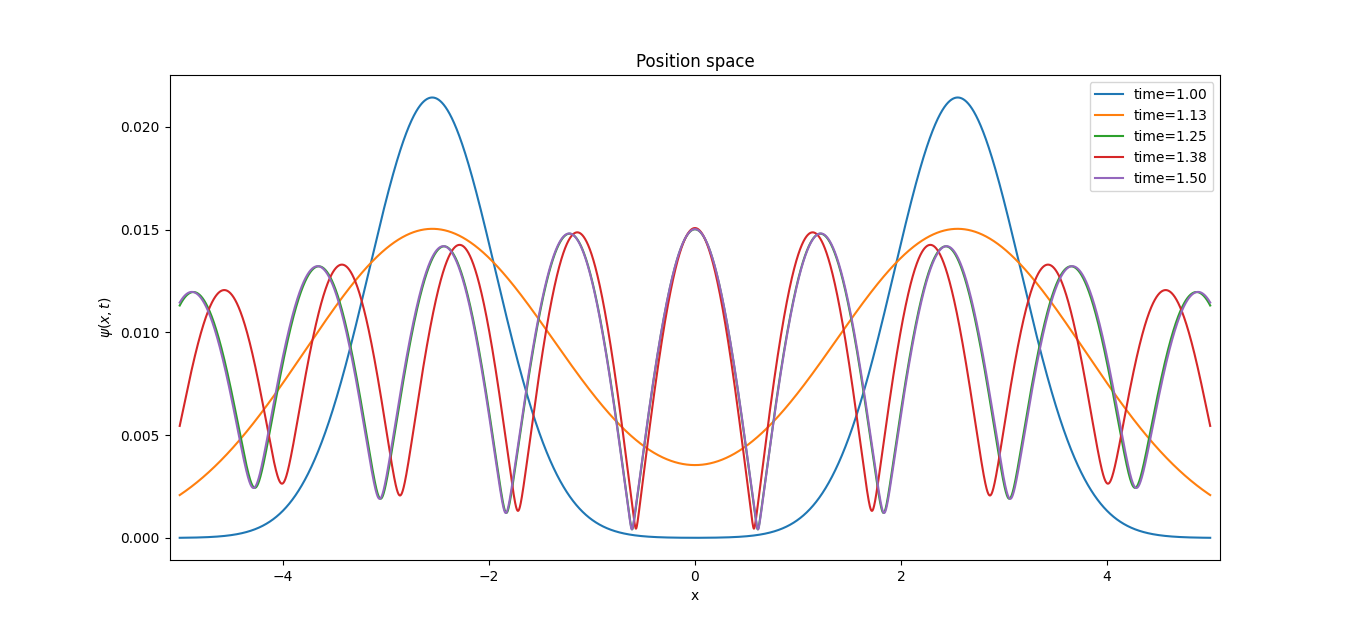 Position space
time=1.00
time=1.13
time=1.25
time=1.38
time=1.50
ψ(x, t)
0.020
0.015
0.010
0.005
0.000
−4
−2
0
2
4
x